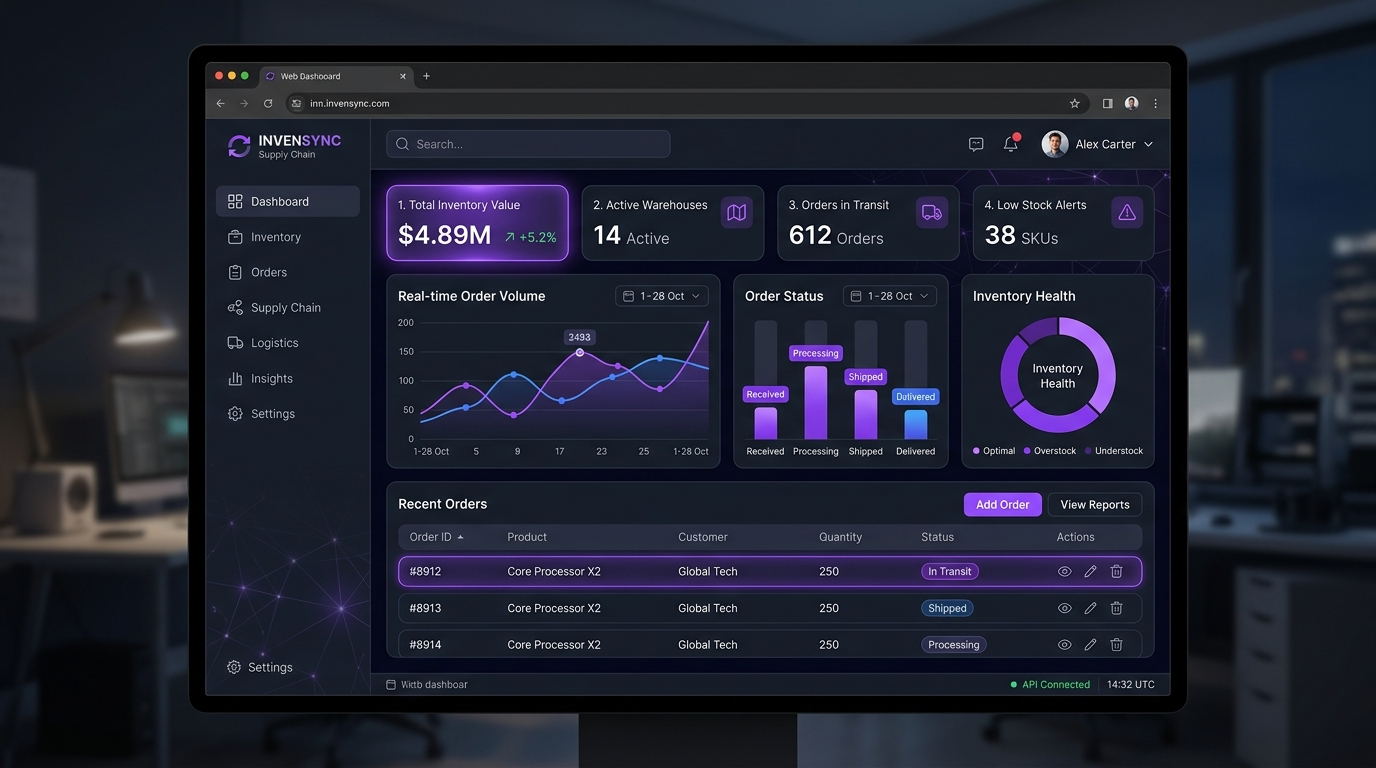 Web Dashooard
inn.invensync.com
INVENSYNC
Supply Chain
Search...
Alex Carter
Dashboard
Inventory
Orders
Supply Chain
Logistics
Insights
Settings
Settings
1. Total Inventory Value
$4.89M +5.2%
2. Active Warehouses
14 Active
3. Orders in Transit
612 Orders
4. Low Stock Alerts
38 SKUs
Real-time Order Volume
1-28 Oct
200
150
100
50
0
2493
1-28 Oct 5 9 17 23 25 1-28 Oct
Order Status
1-28 Oct
Received
Precessing
Shipped
Dativered
Received Processing Shipped Delivered
Inventory Health
Inventory
Health
Optimal Overstock Understock
Recent Orders
Add Order
View Reports
Order ID Product Customer Quantity Status Actions
#8912 Core Processor X2 Global Tech 250 In Transit
#8913 Core Processor X2 Global Tech 250 Shipped
#8914 Core Processor X2 Global Tech 250 Processing
dashboar
API Connected
14:32 UTC